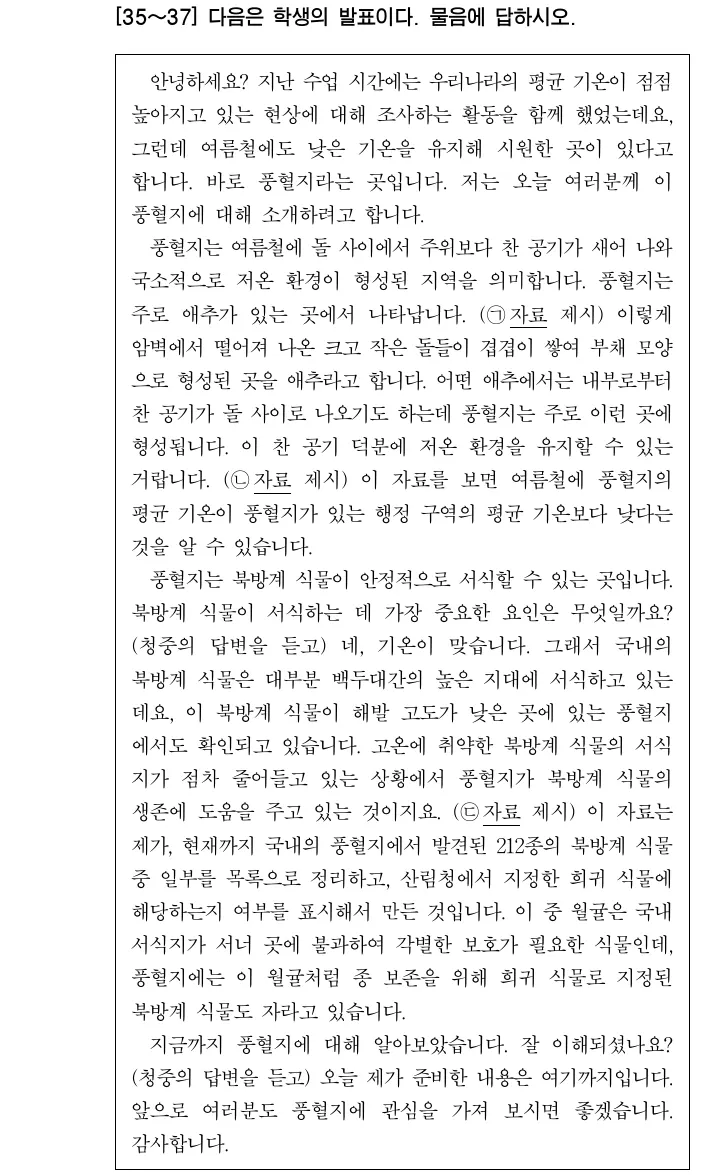 [35～37] 다음은 학생의 발표이다. 물음에 답하시오.
안녕하세요? 지난 수업 시간에는 우리나라의 평균 기온이 점점
높아지고 있는 현상에 대해 조사하는 활동을 함께 했었는데요,
그런데 여름철에도 낮은 기온을 유지해 시원한 곳이 있다고
합니다. 바로 풍혈지라는 곳입니다. 저는 오늘 여러분께 이
풍혈지에 대해 소개하려고 합니다.
풍혈지는 여름철에 돌 사이에서 주위보다 찬 공기가 새어 나와
국소적으로 저온 환경이 형성된 지역을 의미합니다. 풍혈지는
주로 애추가 있는 곳에서 나타납니다. (㉠자료 제시) 이렇게
암벽에서 떨어져 나온 크고 작은 돌들이 겹겹이 쌓여 부채 모양
으로 형성된 곳을 애추라고 합니다. 어떤 애추에서는 내부로부터
찬 공기가 돌 사이로 나오기도 하는데 풍혈지는 주로 이런 곳에
형성됩니다. 이 찬 공기 덕분에 저온 환경을 유지할 수 있는
거랍니다. (㉡자료 제시) 이 자료를 보면 여름철에 풍혈지의
평균 기온이 풍혈지가 있는 행정 구역의 평균 기온보다 낮다는
것을 알 수 있습니다.
풍혈지는 북방계 식물이 안정적으로 서식할 수 있는 곳입니다.
북방계 식물이 서식하는 데 가장 중요한 요인은 무엇일까요?
(청중의 답변을 듣고) 네, 기온이 맞습니다. 그래서 국내의
북방계 식물은 대부분 백두대간의 높은 지대에 서식하고 있는
데요, 이 북방계 식물이 해발 고도가 낮은 곳에 있는 풍혈지
에서도 확인되고 있습니다. 고온에 취약한 북방계 식물의 서식
지가 점차 줄어들고 있는 상황에서 풍혈지가 북방계 식물의
생존에 도움을 주고 있는 것이지요. (㉢자료 제시) 이 자료는
제가, 현재까지 국내의 풍혈지에서 발견된 212종의 북방계 식물
중 일부를 목록으로 정리하고, 산림청에서 지정한 희귀 식물에
해당하는지 여부를 표시해서 만든 것입니다. 이 중 월귤은 국내
서식지가 서너 곳에 불과하여 각별한 보호가 필요한 식물인데,
풍혈지에는 이 월귤처럼 종 보존을 위해 희귀 식물로 지정된
북방계 식물도 자라고 있습니다.
지금까지 풍혈지에 대해 알아보았습니다. 잘 이해되셨나요?
(청중의 답변을 듣고) 오늘 제가 준비한 내용은 여기까지입니다.
앞으로 여러분도 풍혈지에 관심을 가져 보시면 좋겠습니다.
감사합니다.